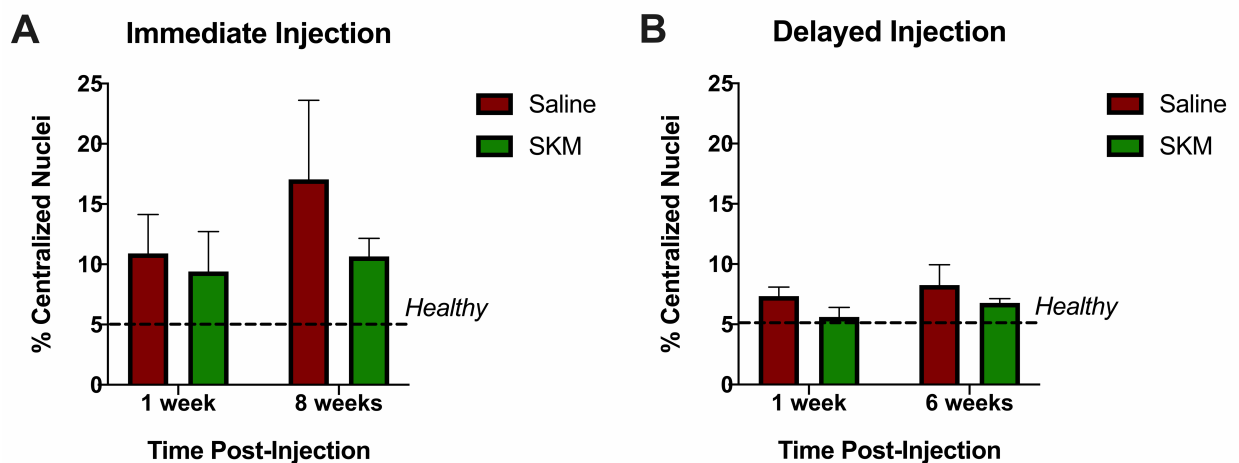 A
Immediate Injection
% Centralized Nuclei
25
20
15
10
5
0
Saline
SKM
Healthy
1 week
8 weeks
Time Post-Injection
B
Delayed Injection
% Centralized Nuclei
25
20
15
10
5
0
Saline
SKM
Healthy
1 week
6 weeks
Time Post-Injection